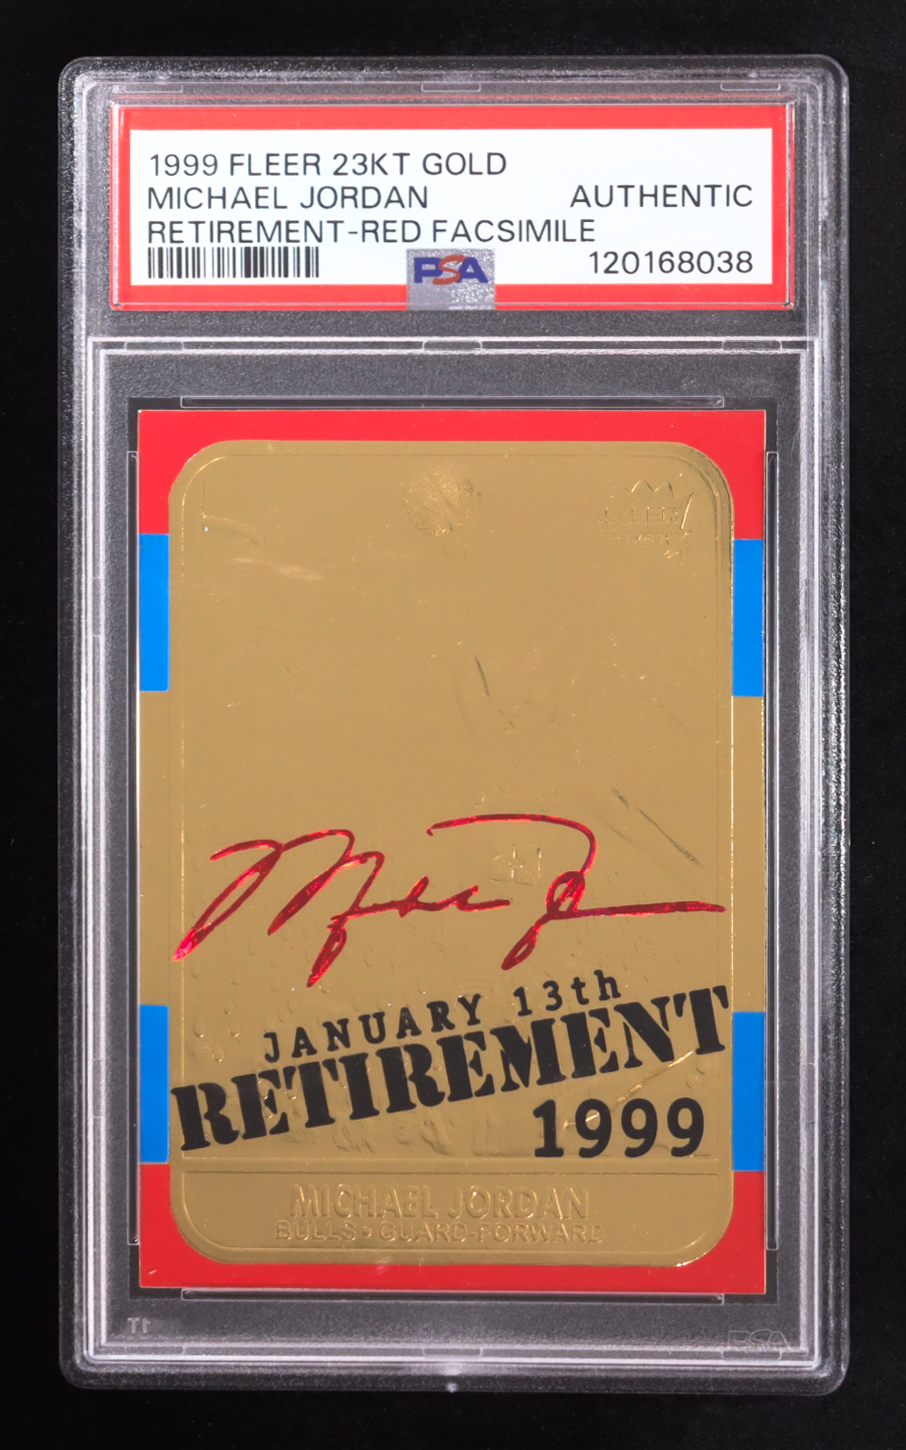 1999 FLEER 23KT GOLD
MICHAEL JORDAN AUTHENTIC
RETIREMENT-RED FACSIMILE
PSA 120168038
JANUARY 13th
RETIREMENT
1999
MICHAEL JORDAN
BULLS • GUARD-FORWARD
PSA